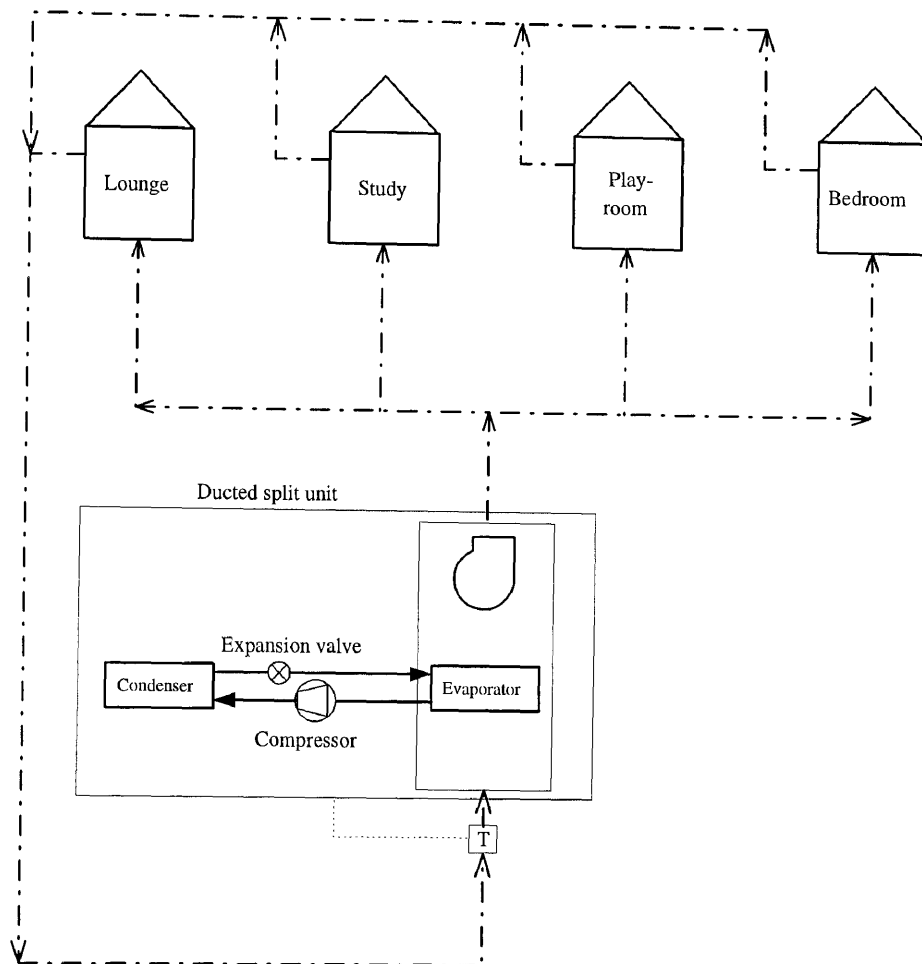 Lounge
Study
Play-
room
Bedroom
Ducted split unit
Expansion valve
Condenser
Evaporator
Compressor
T